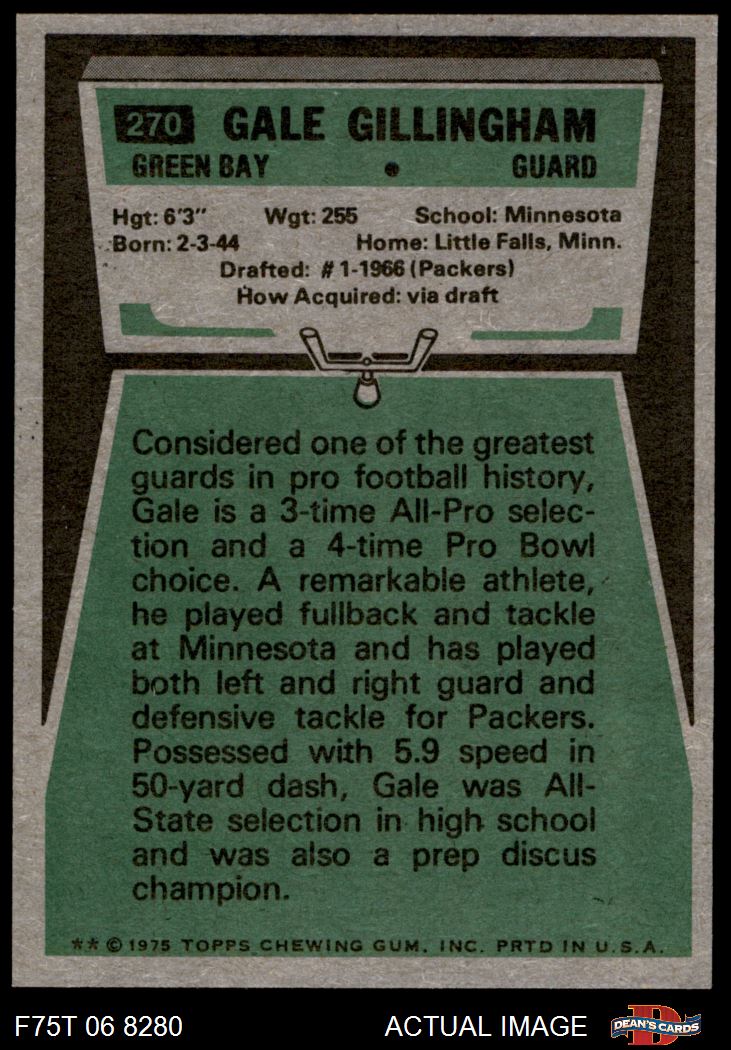 270 GALE GILLINGHAM
GREEN BAY • GUARD
Hgt: 6'3" Wgt: 255 School: Minnesota
Born: 2-3-44 Home: Little Falls, Minn.
Drafted: #1-1966 (Packers)
How Acquired: via draft
Considered one of the greatest
guards in pro football history,
Gale is a 3-time All-Pro selec-
tion and a 4-time Pro Bowl
choice. A remarkable athlete,
he played fullback and tackle
at Minnesota and has played
both left and right guard and
defensive tackle for Packers.
Possessed with 5.9 speed in
50-yard dash, Gale was All-
State selection in high school
and was also a prep discus
champion.
** © 1975 TOPPS CHEWING GUM, INC. PRTD IN U.S.A.
F75T 06 8280 ACTUAL IMAGE D DEAN'S CARDS